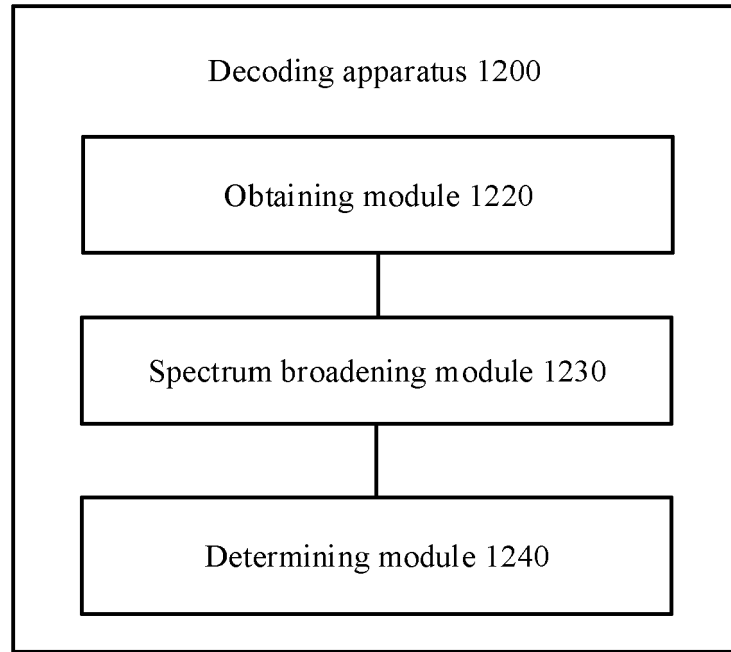 Decoding apparatus 1200
Obtaining module 1220
Spectrum broadening module 1230
Determining module 1240